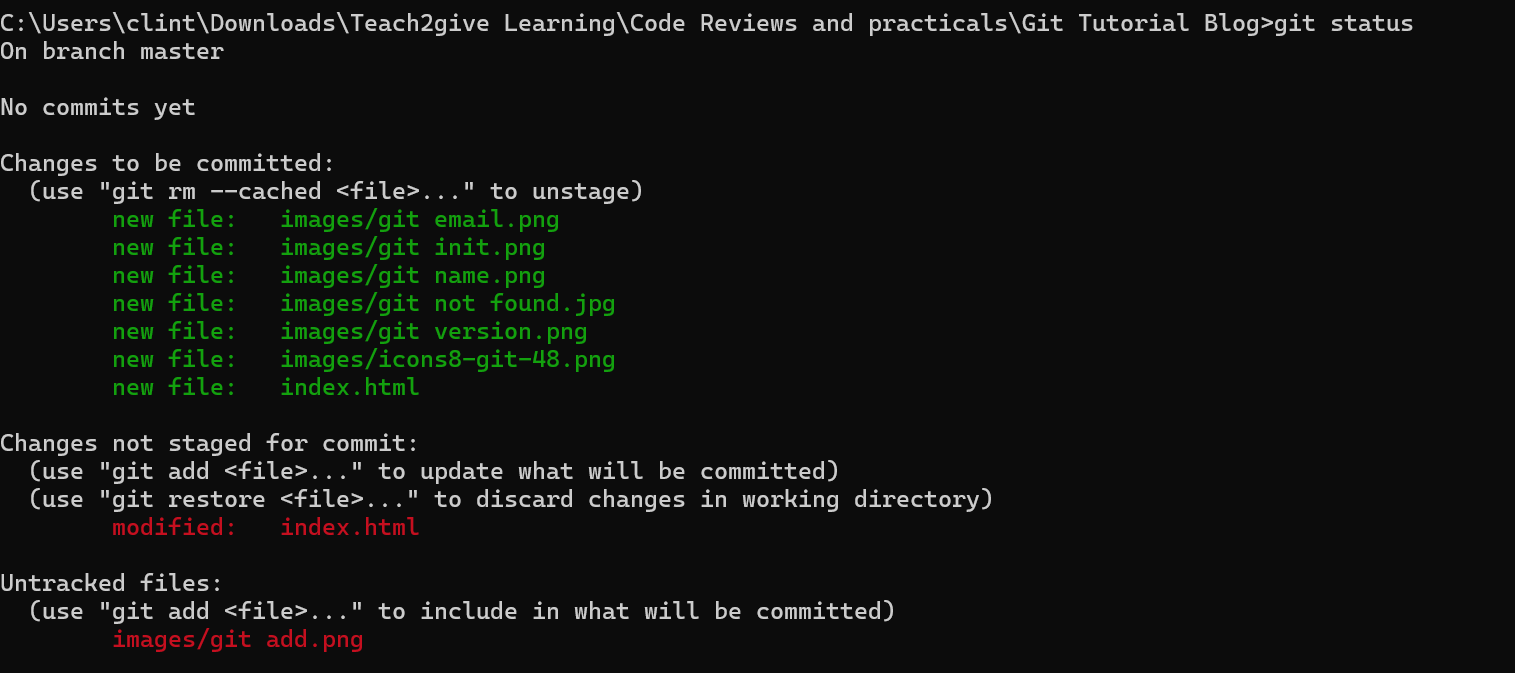 C:\Users\clint\Downloads\Teach2give Learning\Code Reviews and practicals\Git Tutorial Blog>git status
On branch master
No commits yet
Changes to be committed:
  (use "git rm --cached <file>..." to unstage)
        new file:   images/git email.png
        new file:   images/git init.png
        new file:   images/git name.png
        new file:   images/git not found.jpg
        new file:   images/git version.png
        new file:   images/icons8-git-48.png
        new file:   index.html
Changes not staged for commit:
  (use "git add <file>..." to update what will be committed)
  (use "git restore <file>..." to discard changes in working directory)
        modified:   index.html
Untracked files:
  (use "git add <file>..." to include in what will be committed)
        images/git add.png